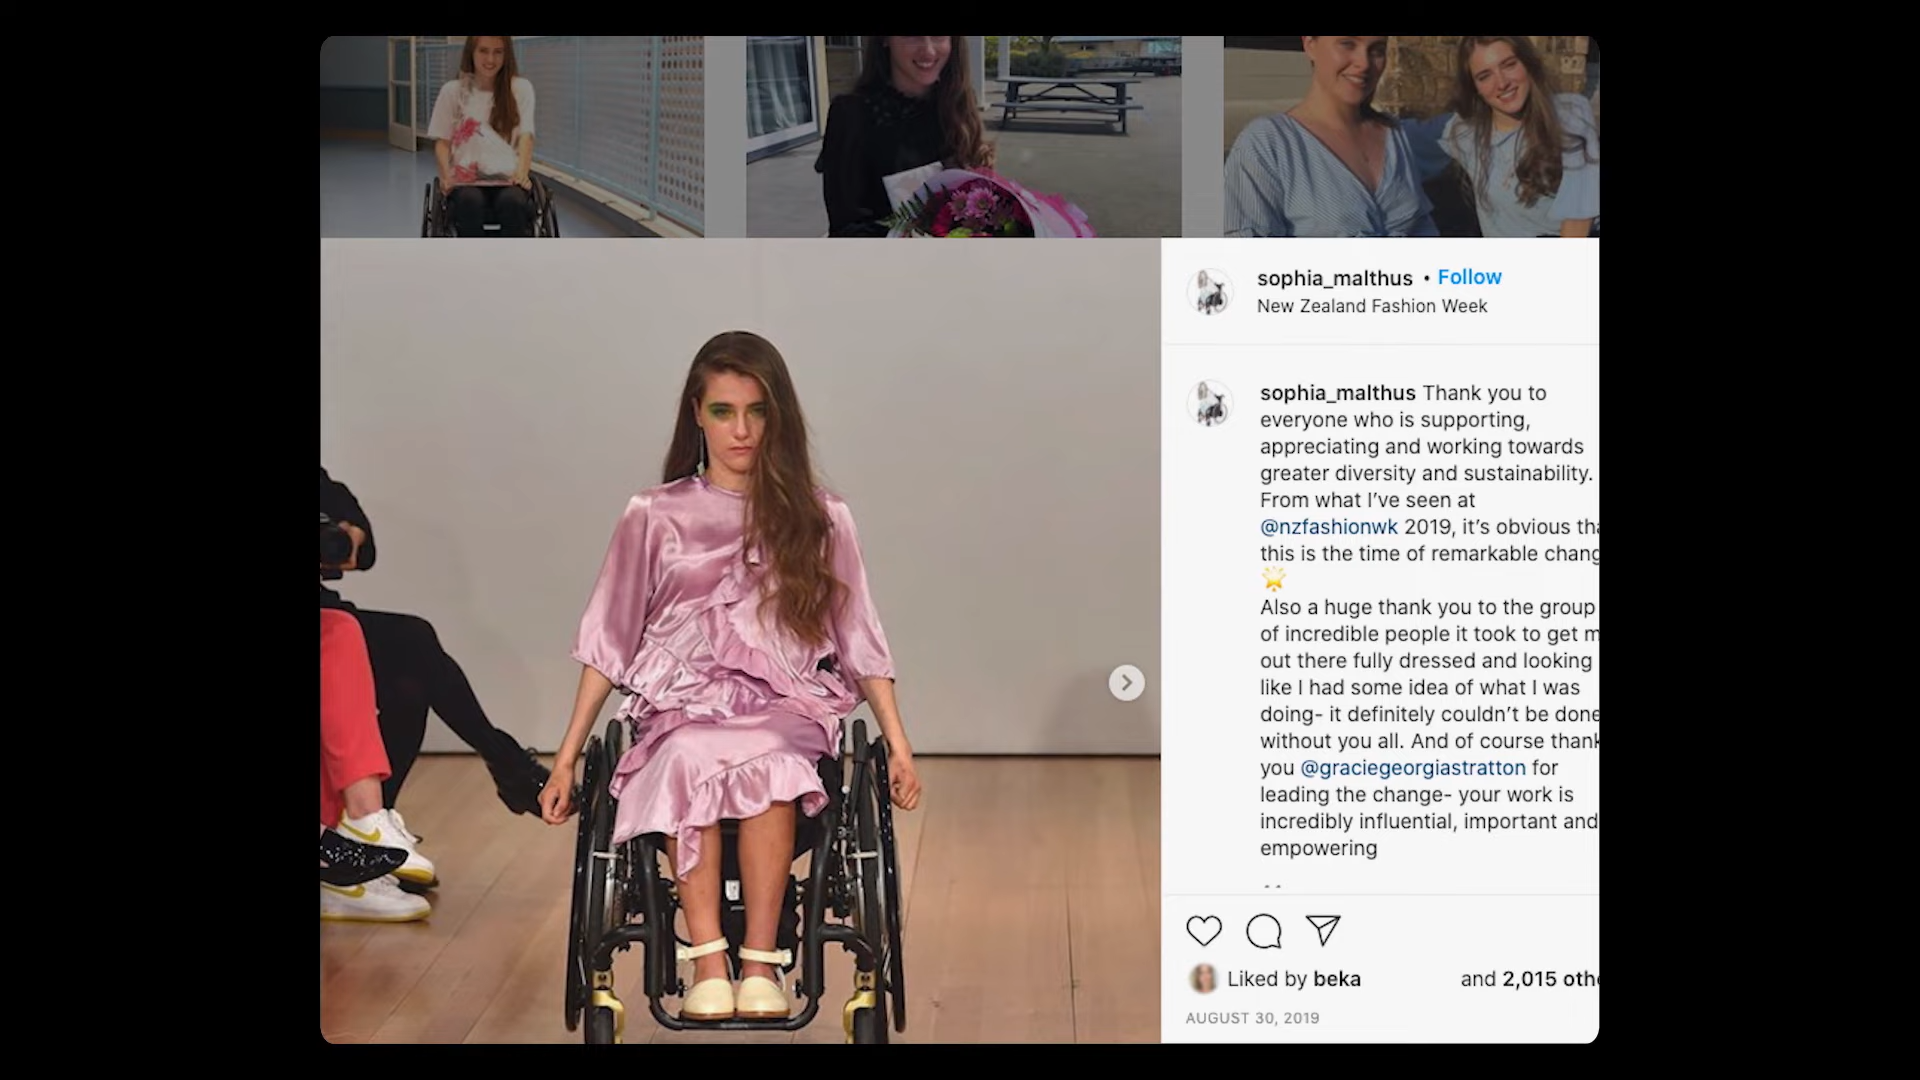 sophia_malthus • Follow
New Zealand Fashion Week
sophia_malthus Thank you to
everyone who is supporting,
appreciating and working towards
greater diversity and sustainability.
From what I've seen at
@nzfashionwk 2019, it's obvious tha
this is the time of remarkable chang
🌟
Also a huge thank you to the group
of incredible people it took to get m
out there fully dressed and looking
like I had some idea of what I was
doing- it definitely couldn't be done
without you all. And of course thank
you @graciegeorgiastratton for
leading the change- your work is
incredibly influential, important and
empowering
Liked by beka and 2,015 othe
AUGUST 30, 2019